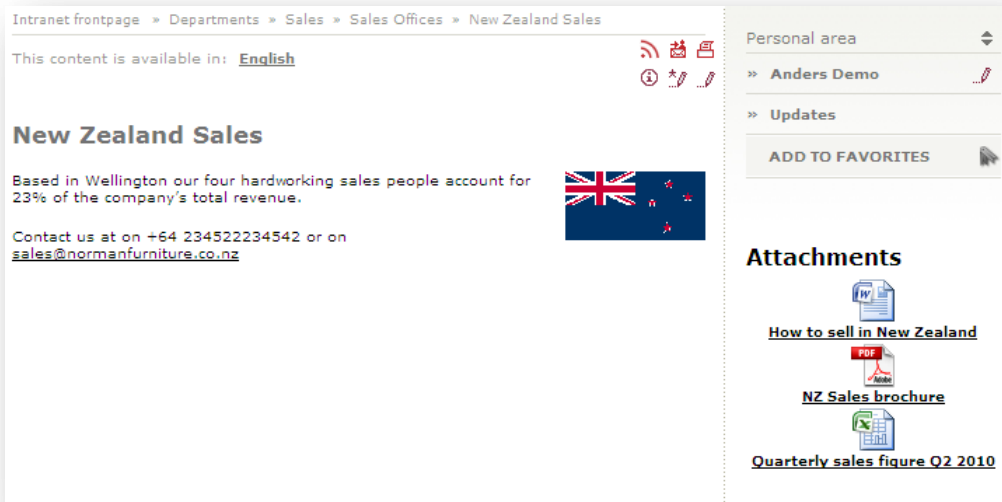 Intranet frontpage » Departments » Sales » Sales Offices » New Zealand Sales
This content is available in: English
New Zealand Sales
Based in Wellington our four hardworking sales people account for
23% of the company's total revenue.
Contact us at on +64 234522234542 or on
sales@normanfurniture.co.nz
Personal area
» Anders Demo
» Updates
ADD TO FAVORITES
Attachments
W
How to sell in New Zealand
PDF
Adobe
NZ Sales brochure
X
Quarterly sales figure Q2 2010